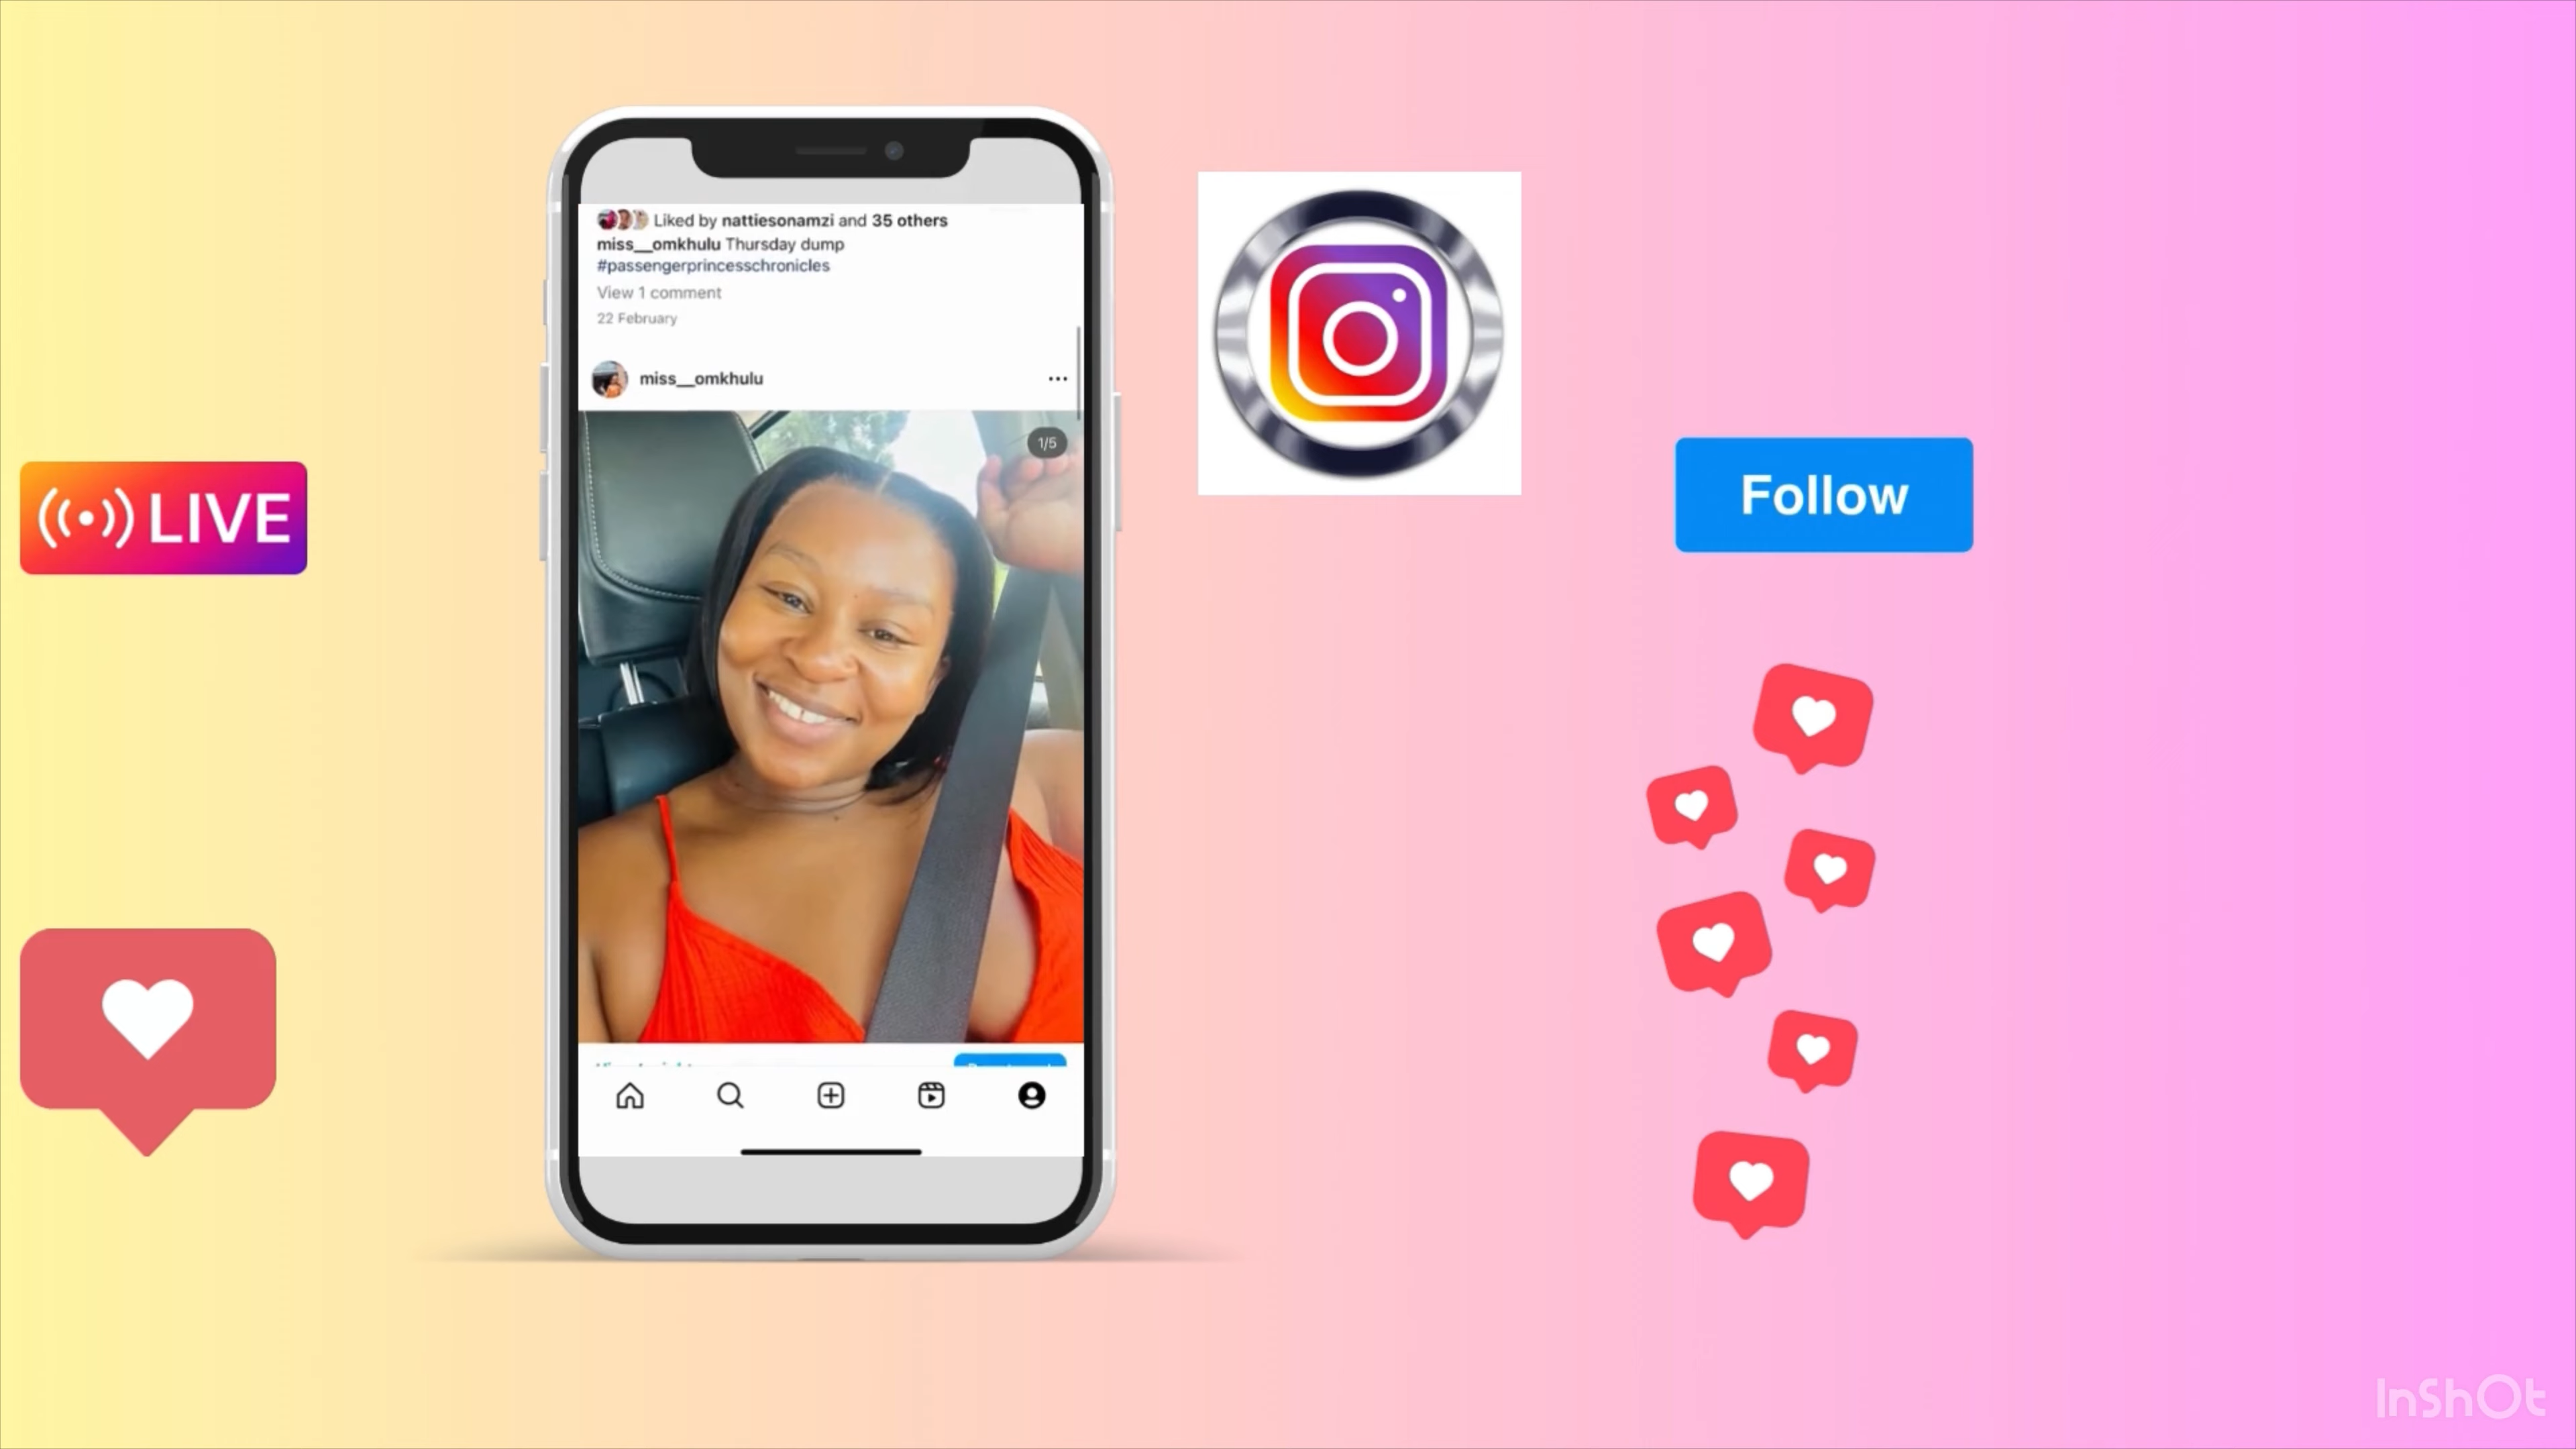 Liked by nattiesonamzi and 35 others
miss__omkhulu Thursday dump
#passengerprincesschronicles
View 1 comment
22 February
miss__omkhulu
1/5
LIVE
Follow
InShOt